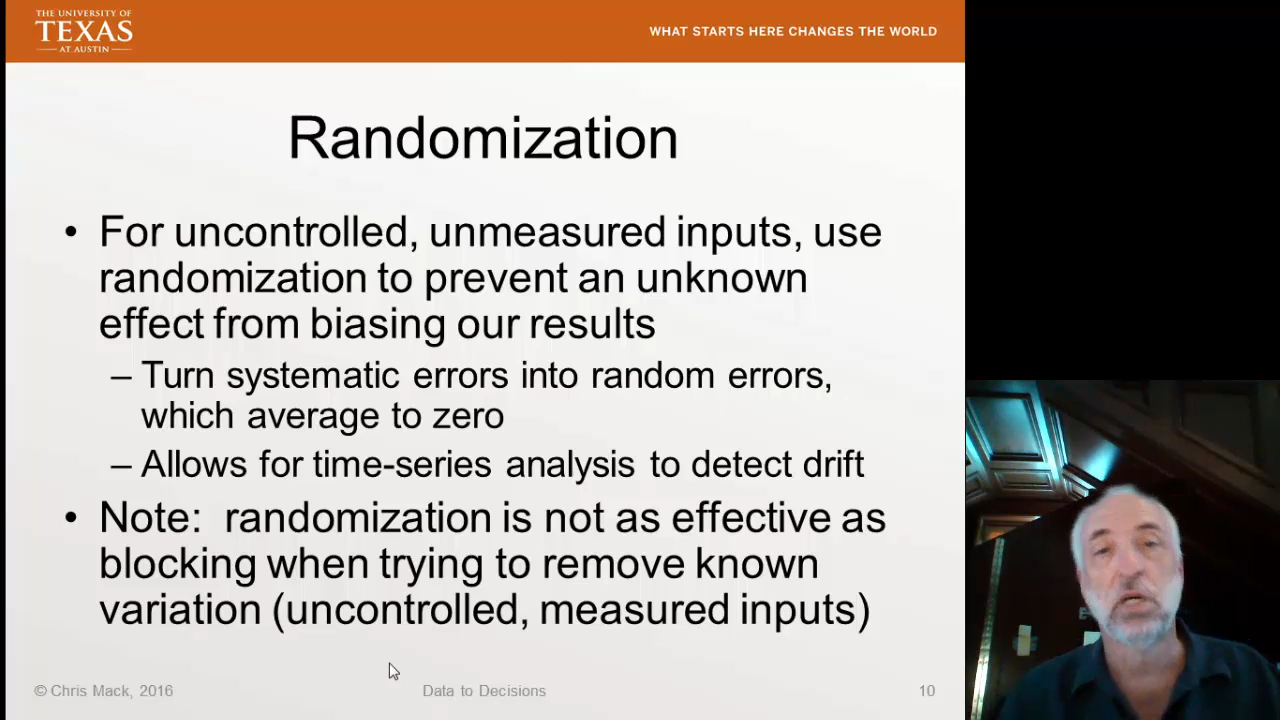 THE UNIVERSITY OF
TEXAS
AT AUSTIN
WHAT STARTS HERE CHANGES THE WORLD
Randomization
• For uncontrolled, unmeasured inputs, use
randomization to prevent an unknown
effect from biasing our results
– Turn systematic errors into random errors,
which average to zero
– Allows for time-series analysis to detect drift
• Note: randomization is not as effective as
blocking when trying to remove known
variation (uncontrolled, measured inputs)
© Chris Mack, 2016
Data to Decisions
10